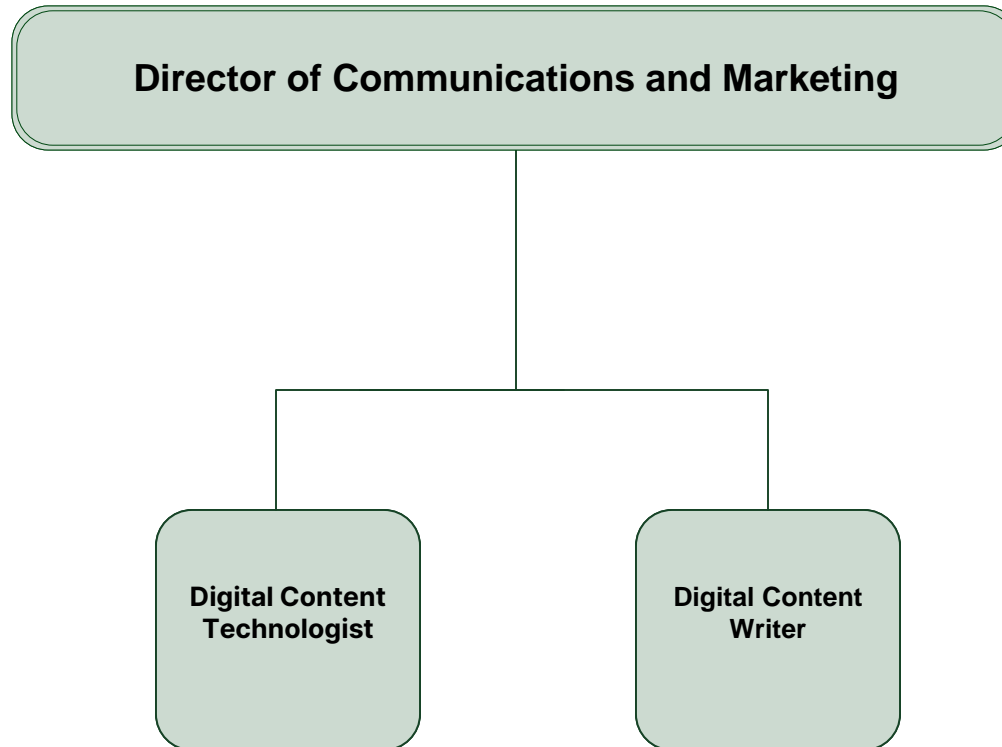 Director of Communications and Marketing
Digital Content
Technologist
Digital Content
Writer